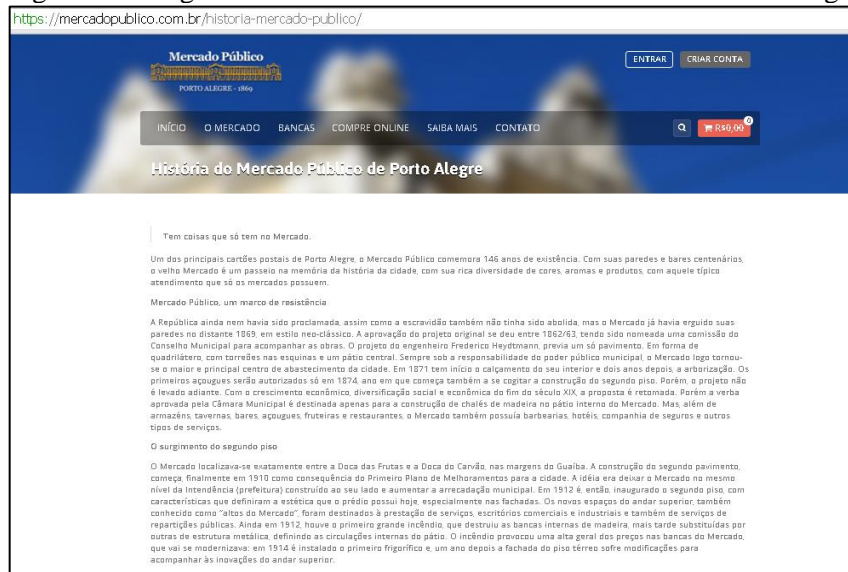 https://mercadopublico.com.br/historia-mercado-publico/
Mercado Público
PORTO ALEGRE - 1869
ENTRAR CRIAR CONTA
INÍCIO O MERCADO BANCAS COMPRE ONLINE SAIBA MAIS CONTATO R$0,00 0
História do Mercado Público de Porto Alegre
Tem coisas que só tem no Mercado.
Um dos principais cartões postais de Porto Alegre, o Mercado Público comemora 146 anos de existência. Com suas paredes e bares centenários,
o velho Mercado é um passeio na memória da história da cidade, com sua rica diversidade de cores, aromas e produtos, com aquele típico
atendimento que só os mercados possuem.
Mercado Público, um marco de resistência
A República ainda nem havia sido proclamada, assim como a escravidão também não tinha sido abolida, mas o Mercado já havia erguido suas
paredes no distante 1869, em estilo neo-clássico. A aprovação do projeto original se deu entre 1862/63, tendo sido nomeada uma comissão do
Conselho Municipal para acompanhar as obras. O projeto do engenheiro Frederico Heydtmann, previa um só pavimento. Em forma de
quadrilátero, com torreões nas esquinas e um pátio central. Sempre sob a responsabilidade do poder público municipal, o Mercado logo tornou-
se o maior e principal centro de abastecimento da cidade. Em 1871 tem início o calçamento do seu interior e dois anos depois, a arborização. Os
primeiros açougues serão autorizados só em 1874, ano em que começa também a se cogitar a construção do segundo piso. Porém, o projeto não
é levado adiante. Com o crescimento econômico, diversificação social e econômica do fim do século XIX, a proposta é retomada. Porém a verba
aprovada pela Câmara Municipal é destinada apenas para a construção de chalés de madeira no pátio interno do Mercado. Mas, além de
armazéns, tavernas, bares, açougues, fruteiras e restaurantes, o Mercado também possuía barbearias, hotéis, companhia de seguros e outros
tipos de serviços.
O surgimento do segundo piso
O Mercado localizava-se exatamente entre a Doca das Frutas e a Doca do Carvão, nas margens do Guaíba. A construção do segundo pavimento,
começa, finalmente em 1910 como consequência do Primeiro Plano de Melhoramentos para a cidade. A idéia era deixar o Mercado no mesmo
nível da Intendência (prefeitura) construído ao seu lado e aumentar a arrecadação municipal. Em 1912 é, então, inaugurado o segundo piso, com
características que definiram a estética que o prédio possui hoje, especialmente nas fachadas. Os novos espaços do andar superior, também
conhecido como "altos do Mercado", foram destinados à prestação de serviços, escritórios comerciais e industriais e também de serviços de
repartições públicas. Ainda em 1912, houve o primeiro grande incêndio, que destruiu as bancas internas de madeira, mais tarde substituídas por
outras de estrutura metálica, definindo as circulações internas do pátio. O incêndio provocou uma alta geral dos preços nas bancas do Mercado,
que vai se modernizava: em 1914 é instalado o primeiro frigorífico e, um ano depois a fachada do piso térreo sofre modificações para
acompanhar às inovações do andar superior.